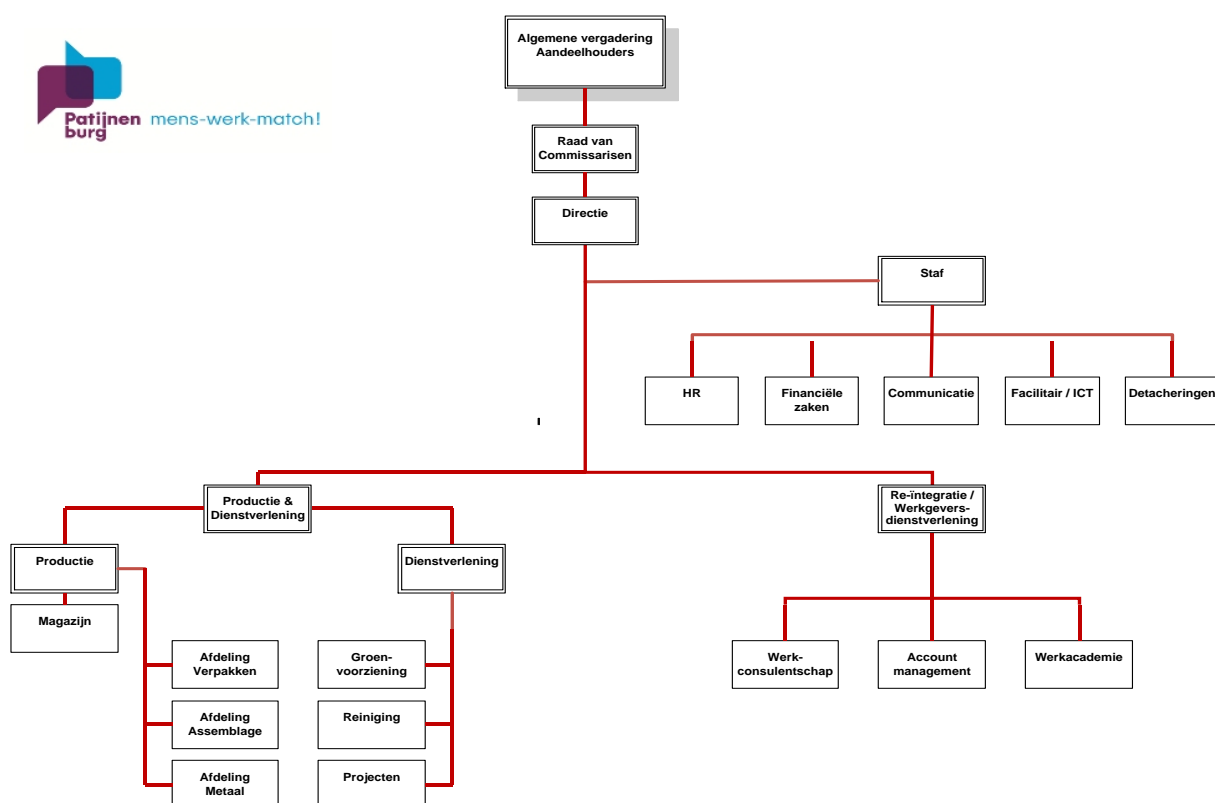 Algemene vergadering
Aandeelhouders
Patijnen
burg
mens-werk-match!
Raad van
Commissarisen
Directie
Staf
HR
Financiële
zaken
Communicatie
Facilitair / ICT
Detacheringen
Productie &
Dienstverlening
Re-ïntegratie /
Werkgevers-
dienstverlening
Productie
Dienstverlening
Magazijn
Afdeling
Verpakken
Groen-
voorziening
Werk-
consulentschap
Account
management
Werkacademie
Afdeling
Assemblage
Reiniging
Afdeling
Metaal
Projecten